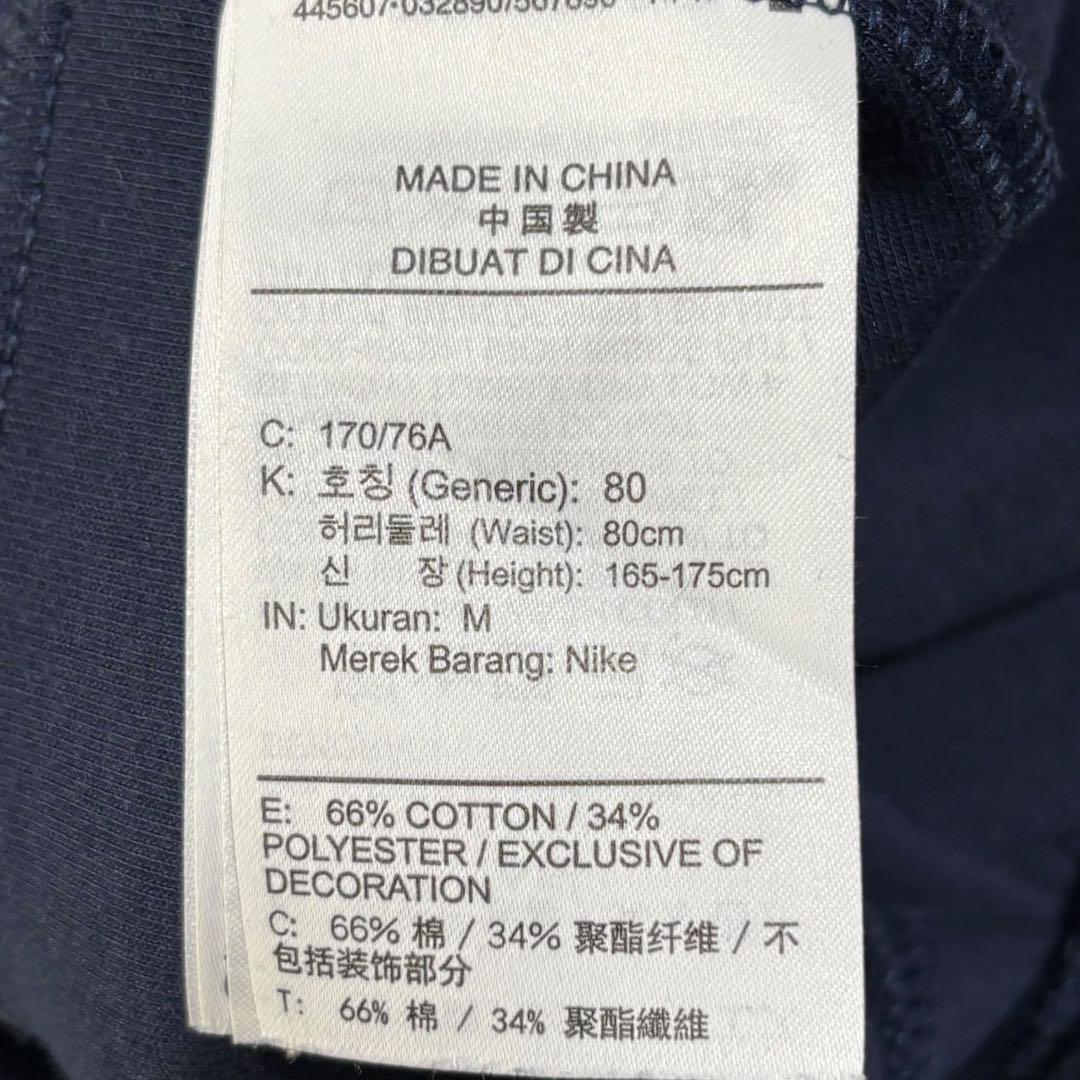 MADE IN CHINA
中国製
DIBUAT DI CINA
C: 170/76A
K: 호칭 (Generic): 80
허리둘레 (Waist): 80cm
신 장 (Height): 165-175cm
IN: Ukuran: M
Merek Barang: Nike
E: 66% COTTON / 34%
POLYESTER / EXCLUSIVE OF
DECORATION
C: 66% 棉 / 34% 聚酯纤维 / 不
包括装饰部分
T: 66% 棉 / 34% 聚酯纖維